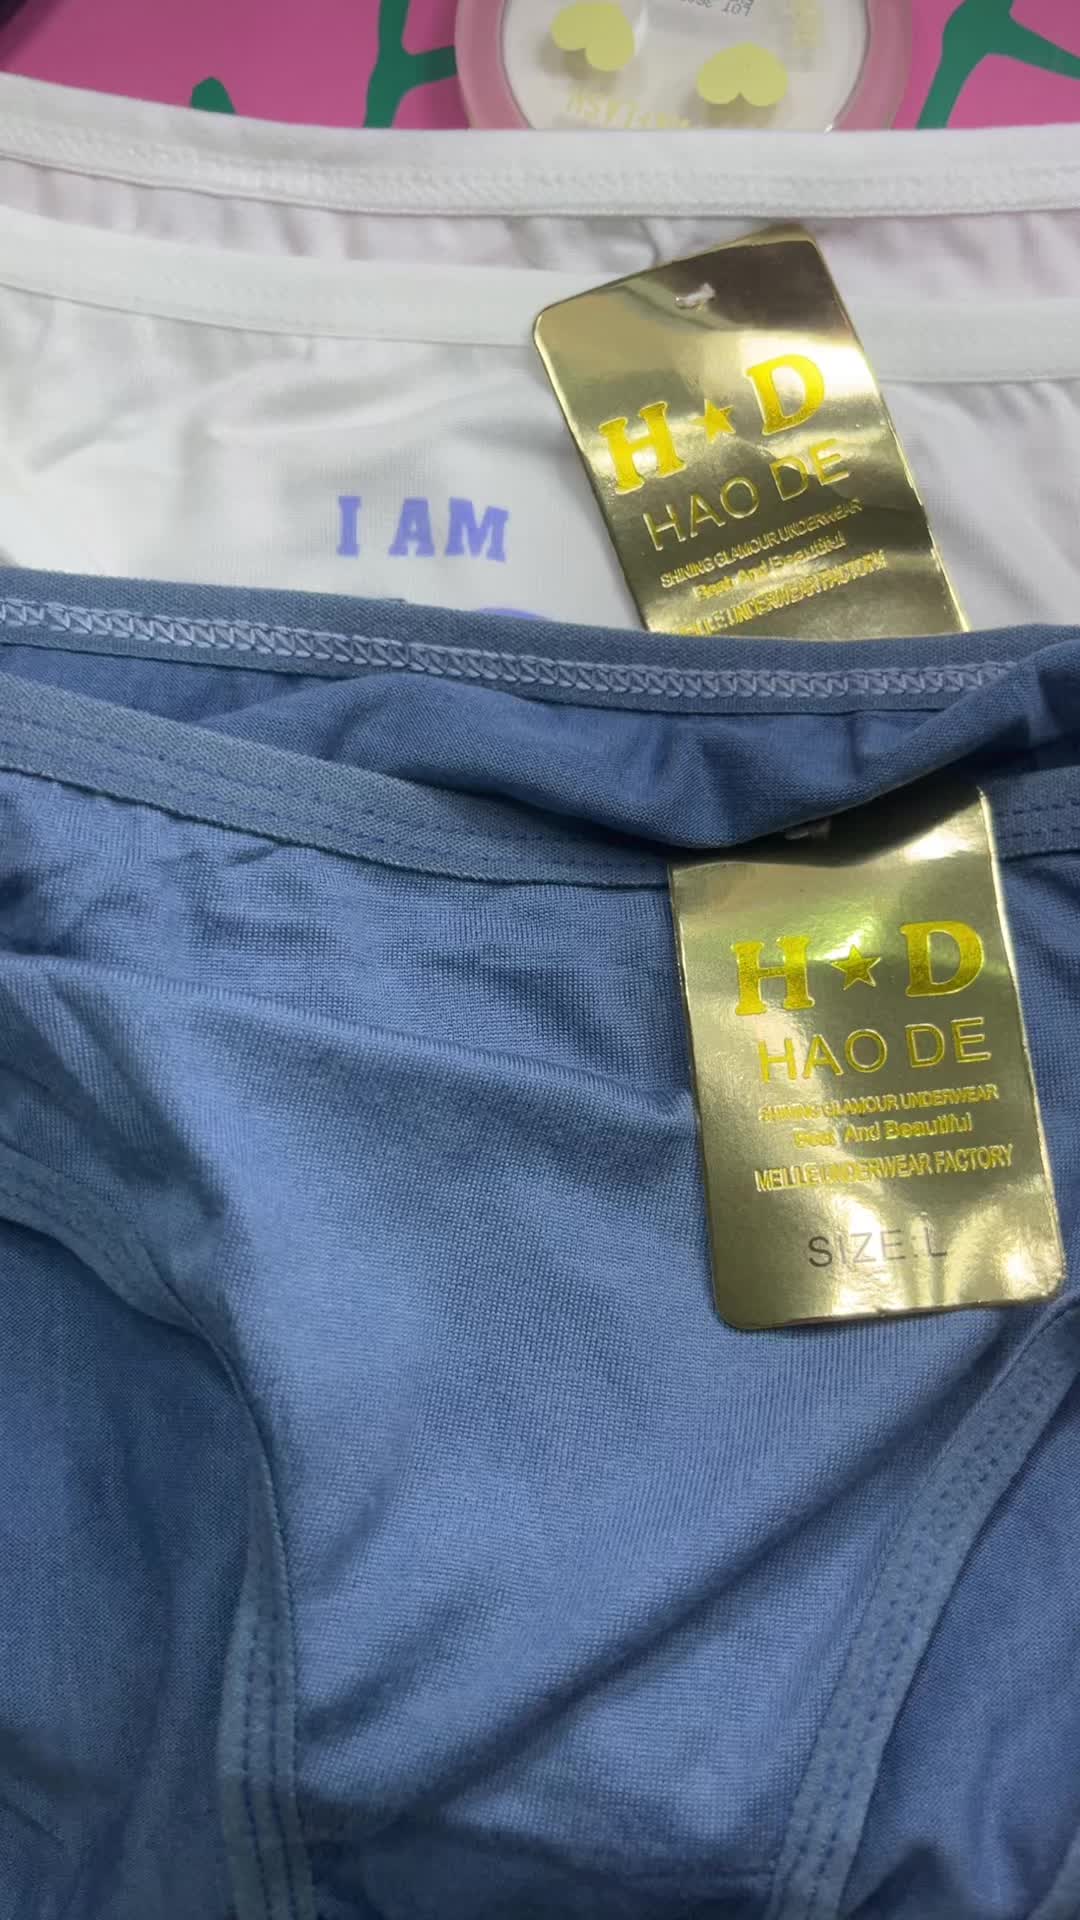 H★D
HAO DE
SHINING GLAMOUR UNDERWEAR
Best And Beautiful
UNDERWEAR FACTORY
I AM
H★D
HAO DE
SHINING GLAMOUR UNDERWEAR
Best And Beautiful
MEILLE UNDERWEAR FACTORY
SIZE:L